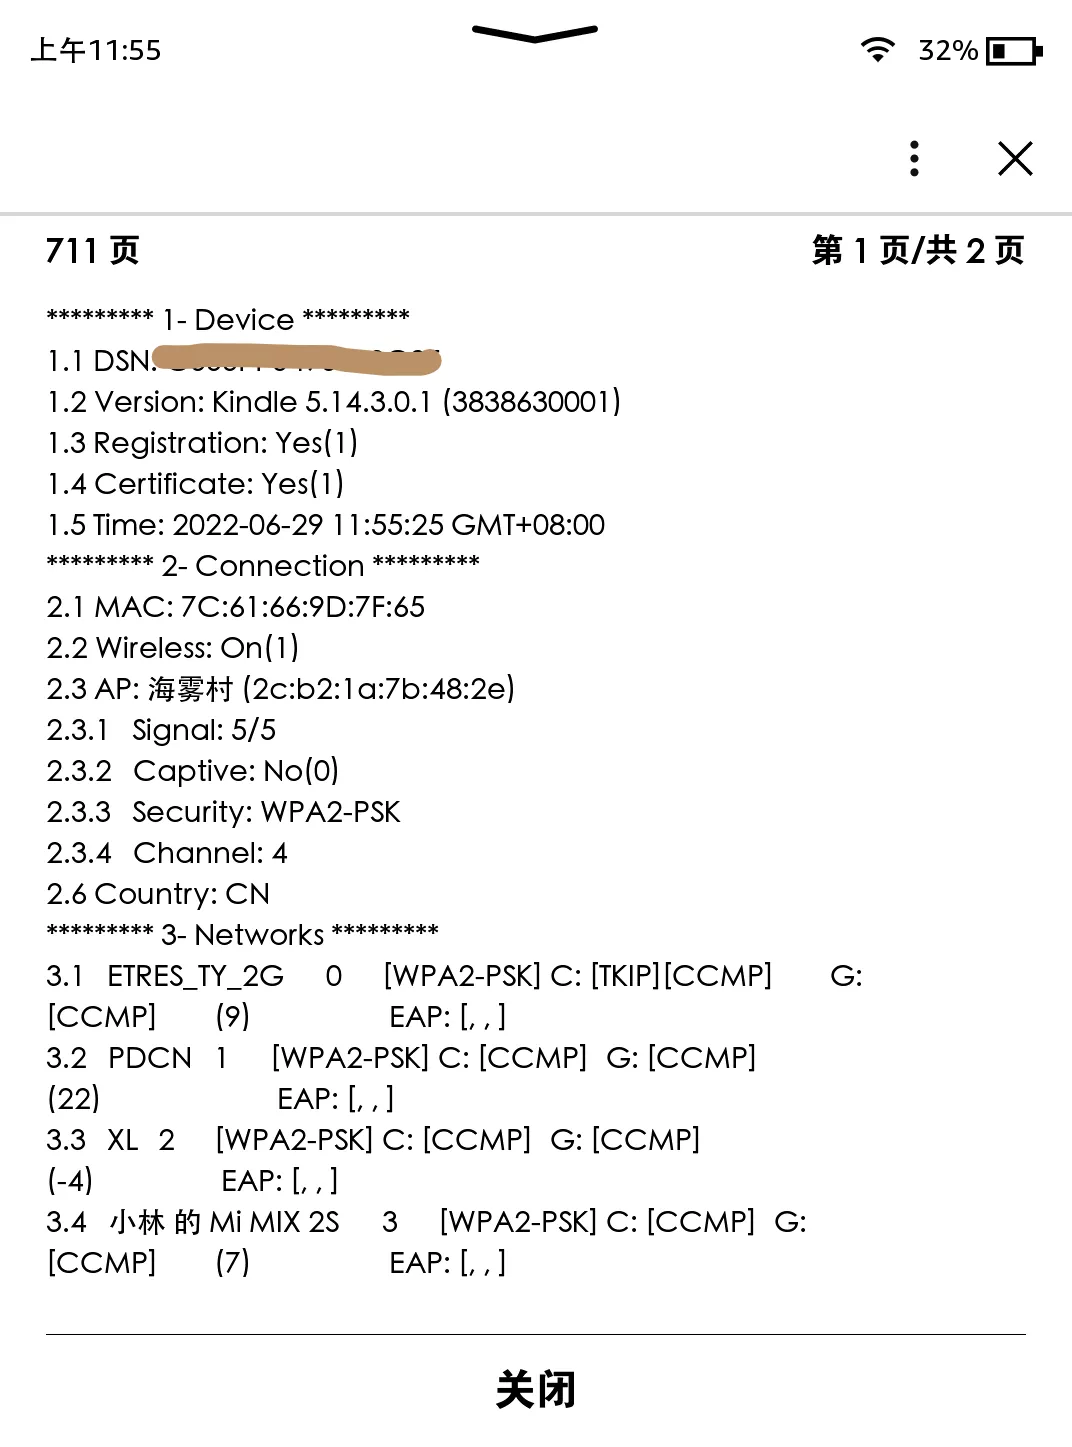 上午11:55 32%
711 页 第 1 页/共 2 页
********* 1- Device *********
1.1 DSN:
1.2 Version: Kindle 5.14.3.0.1 (3838630001)
1.3 Registration: Yes(1)
1.4 Certificate: Yes(1)
1.5 Time: 2022-06-29 11:55:25 GMT+08:00
********* 2- Connection *********
2.1 MAC: 7C:61:66:9D:7F:65
2.2 Wireless: On(1)
2.3 AP: 海雾村 (2c:b2:1a:7b:48:2e)
2.3.1 Signal: 5/5
2.3.2 Captive: No(0)
2.3.3 Security: WPA2-PSK
2.3.4 Channel: 4
2.6 Country: CN
********* 3- Networks *********
3.1 ETRES_TY_2G 0 [WPA2-PSK] C: [TKIP][CCMP] G:
[CCMP] (9) EAP: [, , ]
3.2 PDCN 1 [WPA2-PSK] C: [CCMP] G: [CCMP]
(22) EAP: [, , ]
3.3 XL 2 [WPA2-PSK] C: [CCMP] G: [CCMP]
(-4) EAP: [, , ]
3.4 小林 的 Mi MIX 2S 3 [WPA2-PSK] C: [CCMP] G:
[CCMP] (7) EAP: [, , ]
关闭